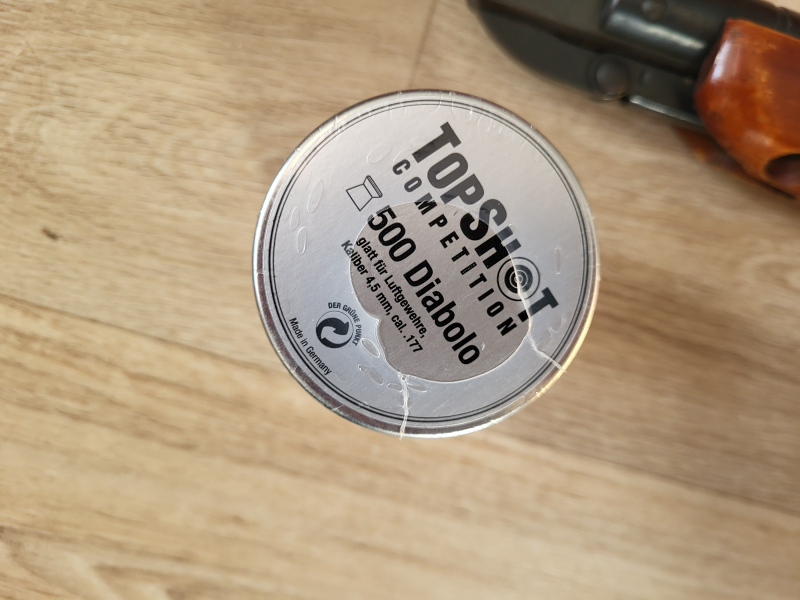 TOPSHOT
COMPETITION
500 Diabolo
glatt für Luftgewehre,
Kaliber 4,5 mm, cal. .177
DER GRÜNE PUNKT
Made in Germany